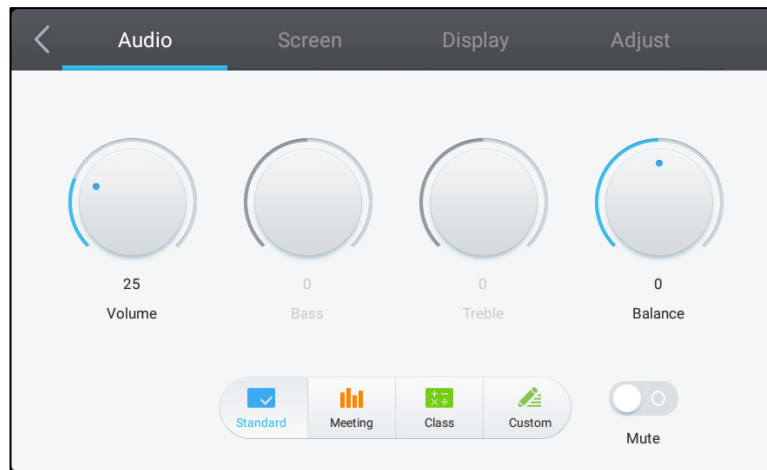 Audio Screen Display Adjust
25 0 0 0
Volume Bass Treble Balance
Standard Meeting Class Custom
Mute